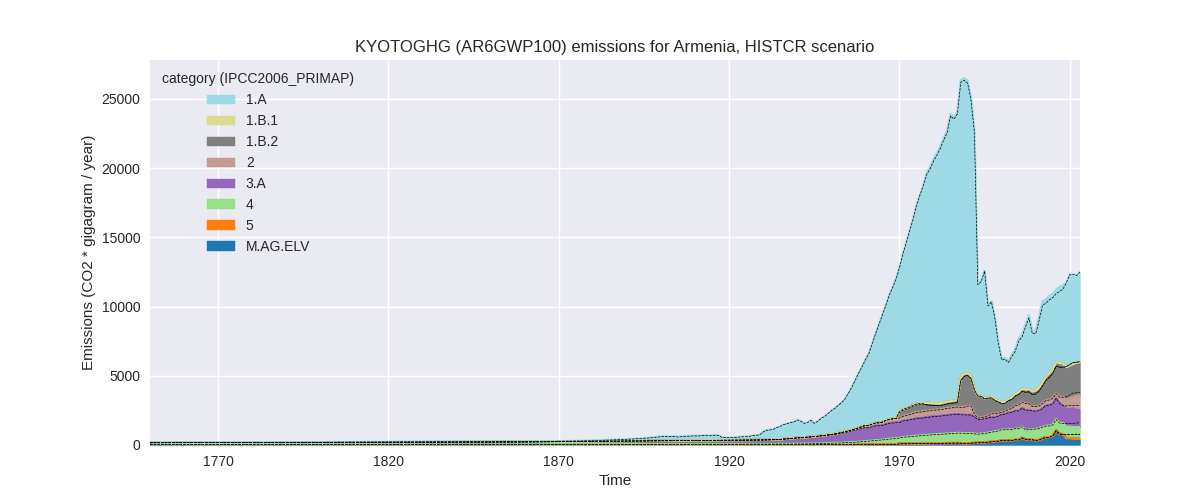 KYOTOGHG (AR6GWP100) emissions for Armenia, HISTCR scenario
category (IPCC2006_PRIMAP)
1.A
1.B.1
1.B.2
2
3.A
4
5
M.AG.ELV
Emissions (CO2 * gigagram / year)
25000
20000
15000
10000
5000
0
1770
1820
1870
1920
1970
2020
Time